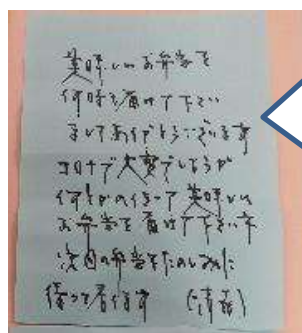 美味しいお弁当を
何時も届けて下さい
ましてありがとうございます
コロナで大変でしょうが
何とかのりきって美味しい
お弁当を届けて下さいませ
次回の弁当をたのしみに
待って居ます